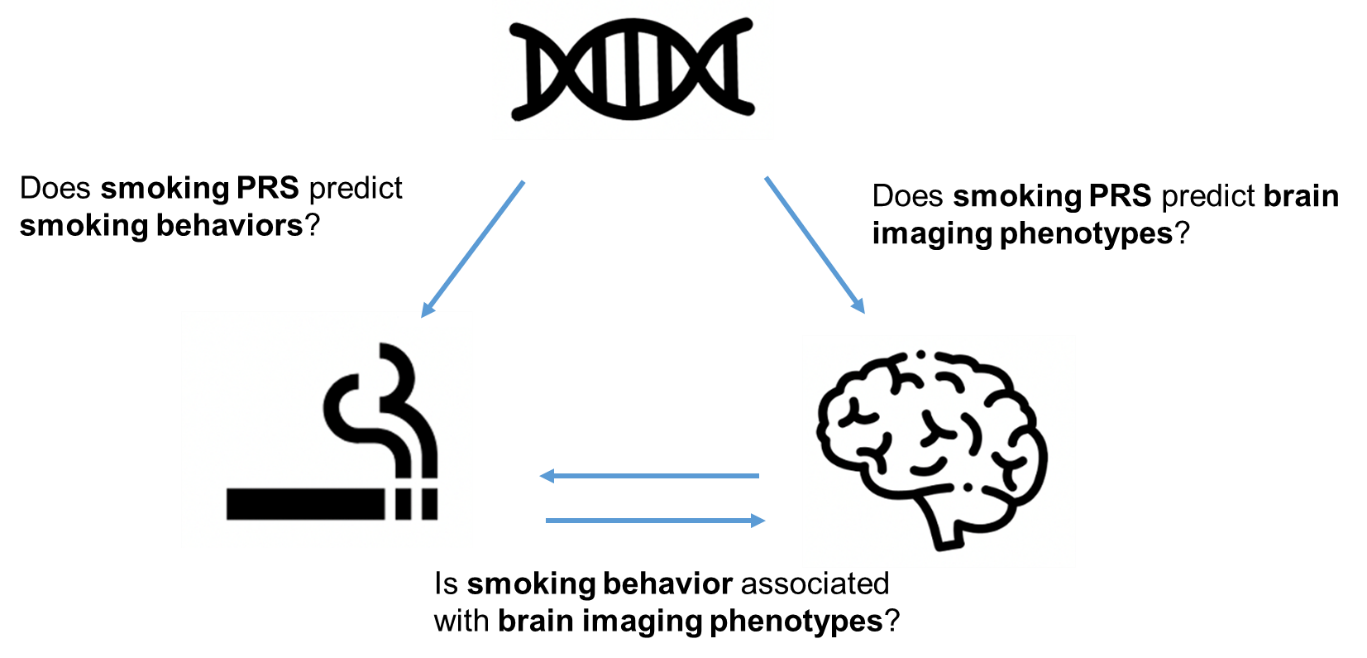 Does smoking PRS predict
smoking behaviors?
Does smoking PRS predict brain
imaging phenotypes?
Is smoking behavior associated
with brain imaging phenotypes?